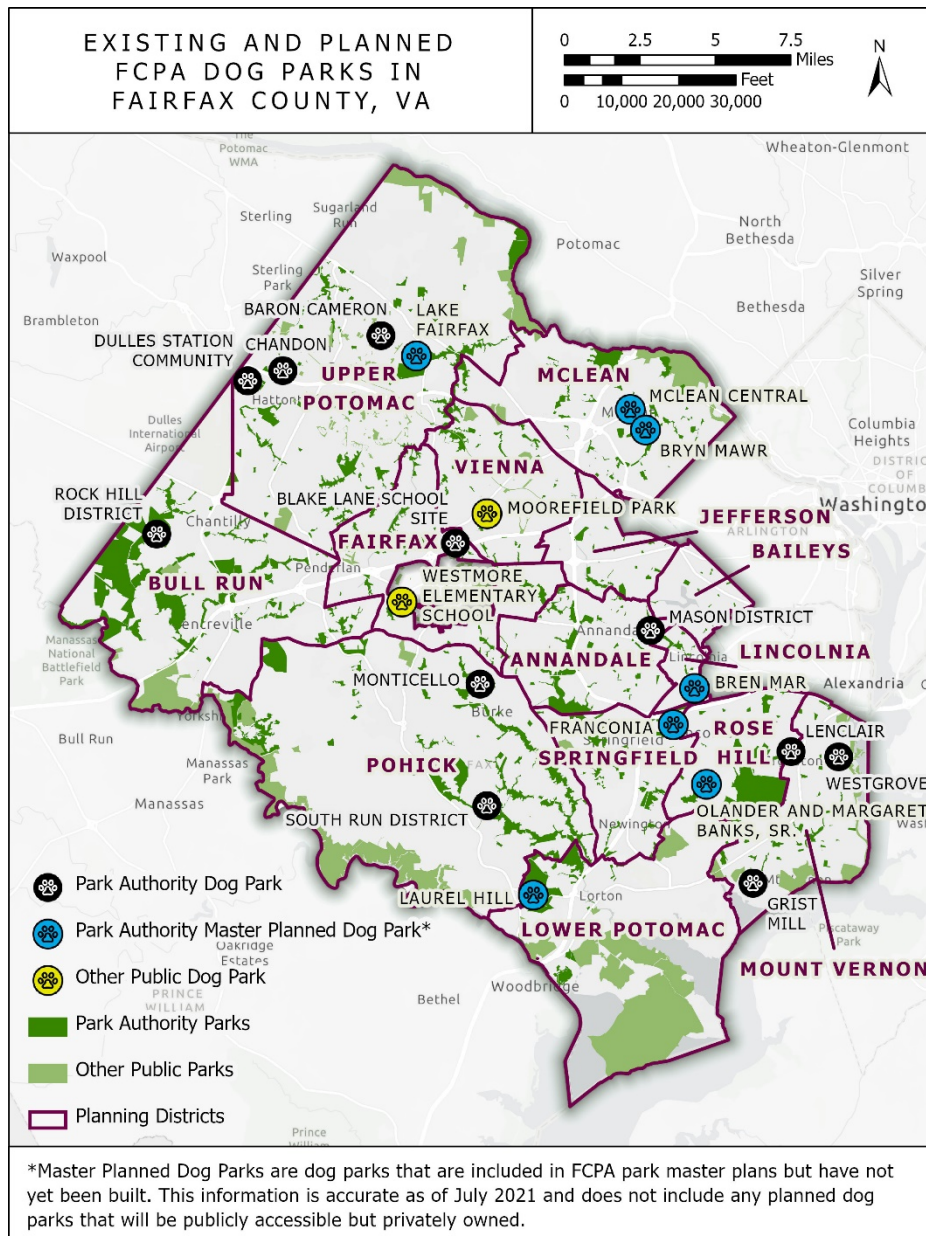 EXISTING AND PLANNED
FCPA DOG PARKS IN
FAIRFAX COUNTY, VA
0 2.5 5 7.5
Miles
Feet
0 10,000 20,000 30,000
N
The
Potomac
WMA
Wheaton-Glenmont
Sugarland
Run
Sterling
Potomac
North
Bethesda
Waxpool
Sterling
Park
Silver
Spring
Bethesda
Brambleton
BARON CAMERON
LAKE
FAIRFAX
DULLES STATION
COMMUNITY
CHANDON
UPPER
POTOMAC
MCLEAN
MCLEAN CENTRAL
BRYN MAWR
Dulles
International
Airport
Columbia
Heights
VIENNA
ROCK HILL
DISTRICT
Chantilly
BLAKE LANE SCHOOL
SITE
MOOREFIELD PARK
Washington
ARLINGTON
JEFFERSON
FAIRFAX
BAILEYS
BULL RUN
WESTMORE
ELEMENTARY
SCHOOL
MASON DISTRICT
Manassas
National
Battlefield
Park
ANNANDALE
LINCOLNIA
BREN MAR
Alexandria
MONTICELLO
Burke
FRANCONIA
ROSE
HILL
LENCLAIR
Bull Run
Manassas
Park
POHICK
SPRINGFIELD
WESTGROVE
Manassas
SOUTH RUN DISTRICT
OLANDER AND MARGARET
BANKS, SR.
Newington
LAUREL HILL
Lorton
GRIST
MILL
LOWER POTOMAC
Piscataway
Park
MOUNT VERNON
Oakridge
Estates
PRINCE
WILLIAM
Bethel
Woodbridge
Park Authority Dog Park
Park Authority Master Planned Dog Park*
Other Public Dog Park
Park Authority Parks
Other Public Parks
Planning Districts
Prince
*Master Planned Dog Parks are dog parks that are included in FCPA park master plans but have not
yet been built. This information is accurate as of July 2021 and does not include any planned dog
parks that will be publicly accessible but privately owned.